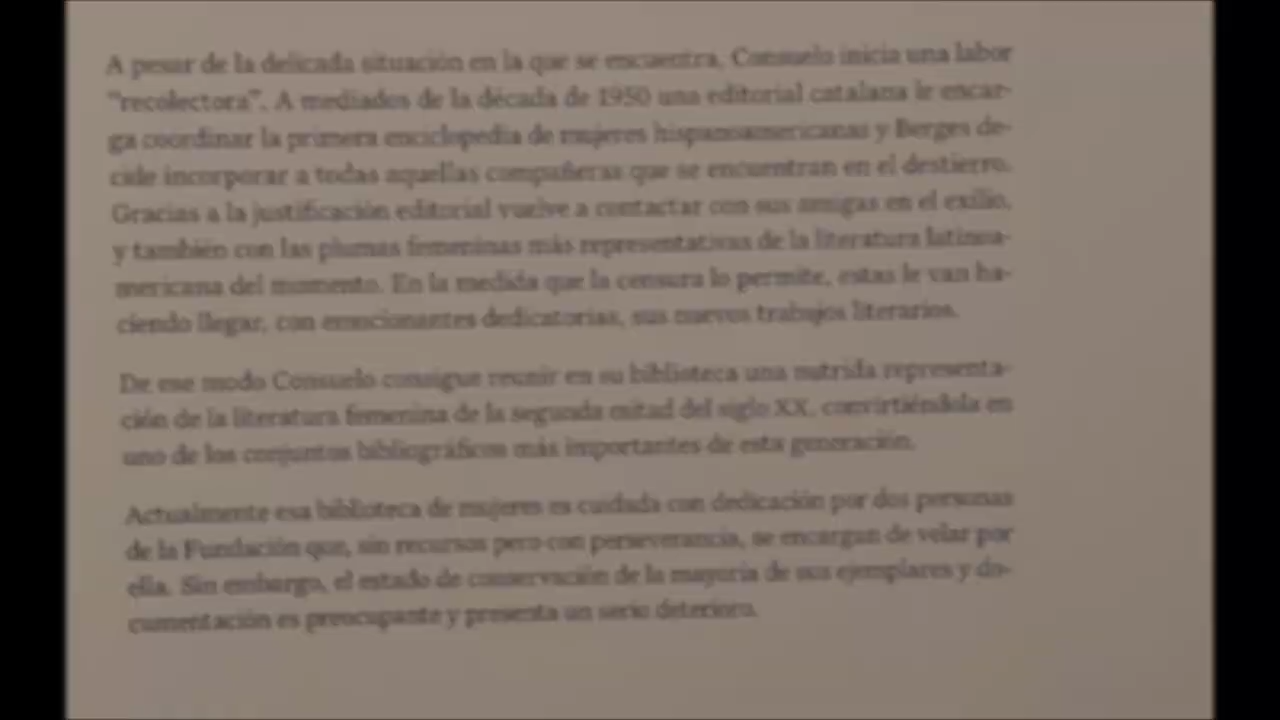 A pesar de la delicada situación en la que se encuentra, Consuelo inicia una labor
"recolectora". A mediados de la década de 1950 una editorial catalana le encar-
ga coordinar la primera enciclopedia de mujeres hispanoamericanas y Berges de-
cide incorporar a todas aquellas compañeras que se encuentran en el destierro.
Gracias a la justificación editorial vuelve a contactar con sus amigas en el exilio,
y también con las plumas femeninas más representativas de la literatura latinoa-
mericana del momento. En la medida que la censura lo permite, estas le van ha-
ciendo llegar, con emocionantes dedicatorias, sus nuevos trabajos literarios.
De ese modo Consuelo consigue reunir en su biblioteca una nutrida representa-
ción de la literatura femenina de la segunda mitad del siglo XX, convirtiéndola en
uno de los conjuntos bibliográficos más importantes de esta generación.
Actualmente esa biblioteca de mujeres es cuidada con dedicación por dos personas
de la Fundación que, sin recursos pero con perseverancia, se encargan de velar por
ella. Sin embargo, el estado de conservación de la mayoría de sus ejemplares y do-
cumentación es preocupante y presenta un serio deterioro.